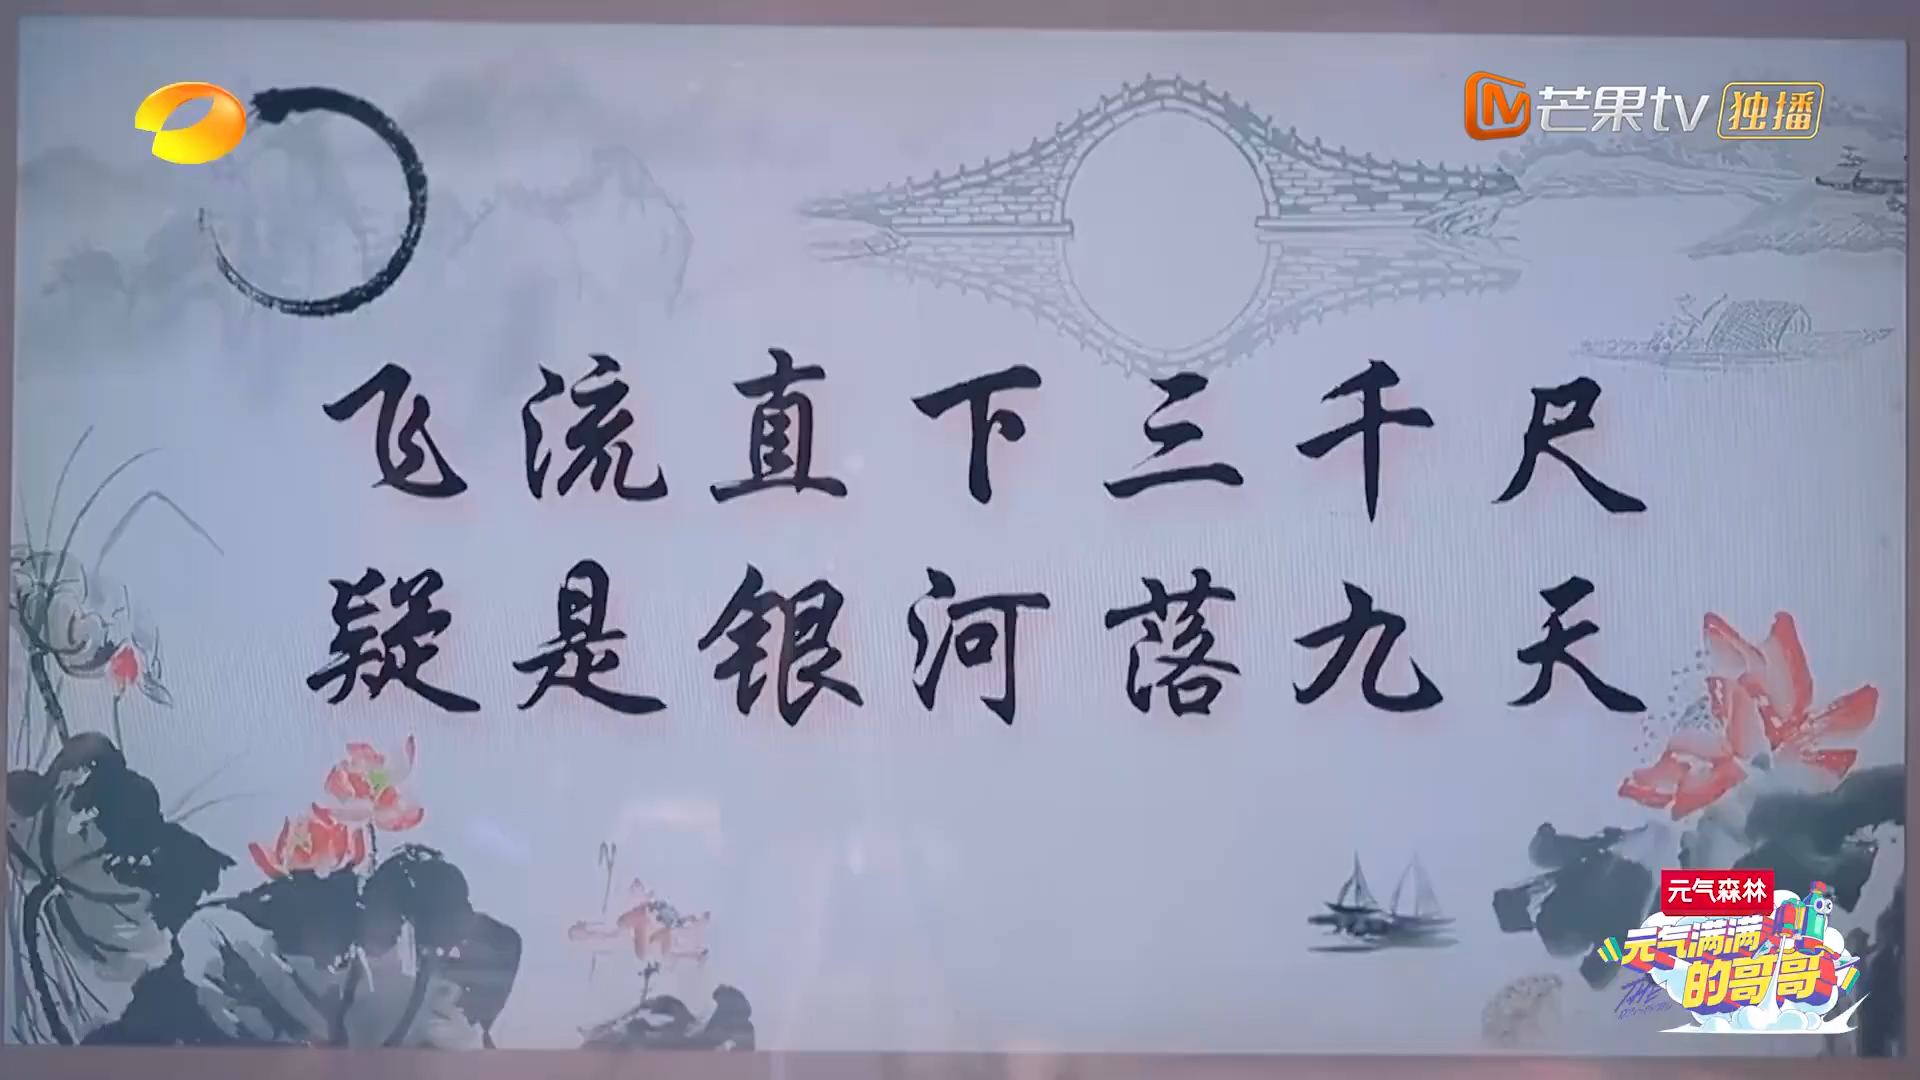 芒果tv 独播
飞流直下三千尺
疑是银河落九天
元气森林
元气满满
的哥哥
THE